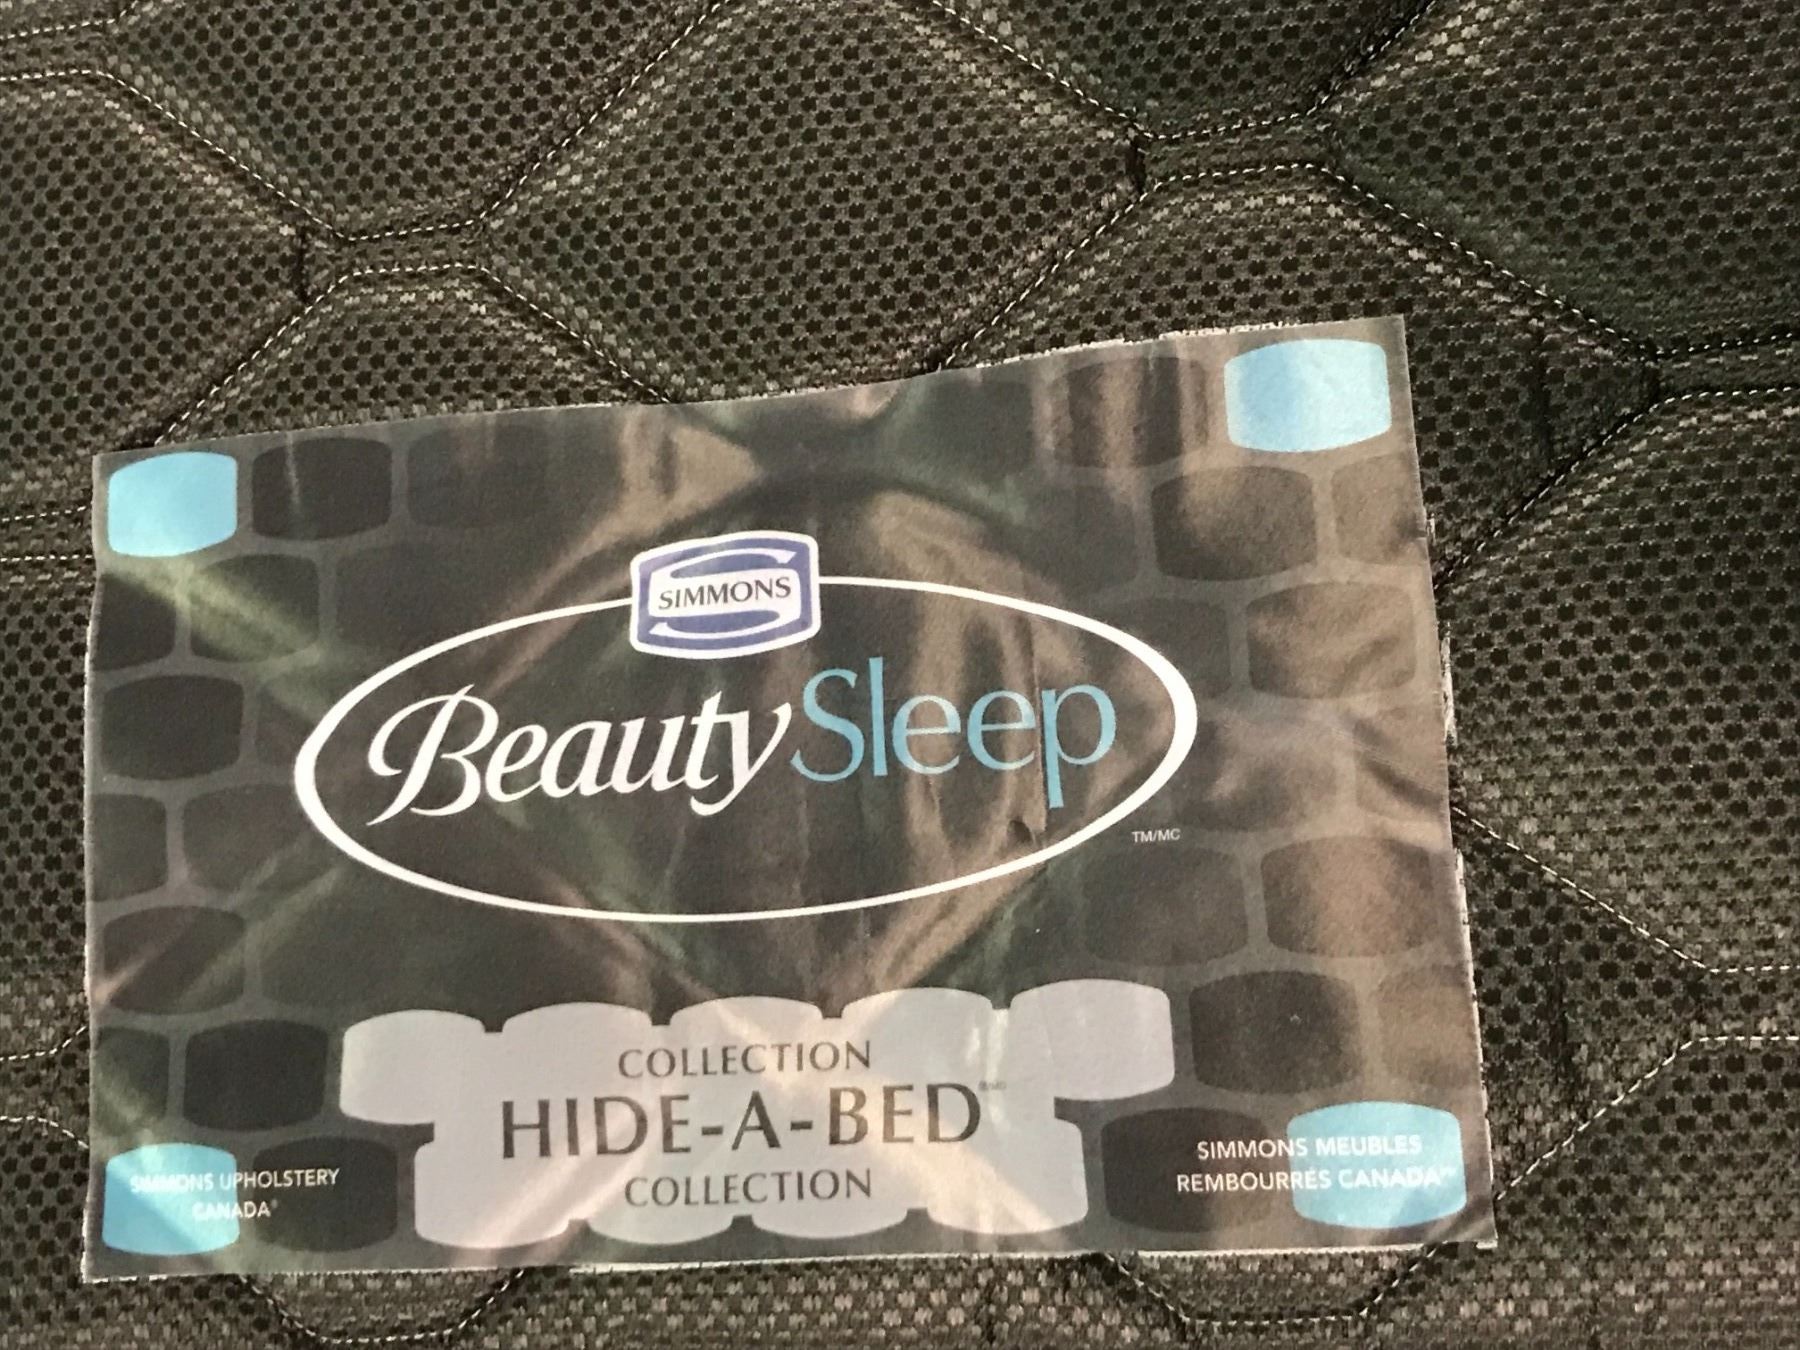 SIMMONS
BeautySleep
TM/MC
COLLECTION
HIDE-A-BED
COLLECTION
SIMMONS UPHOLSTERY
CANADA
SIMMONS MEUBLES
REMBOURRÉS CANADA